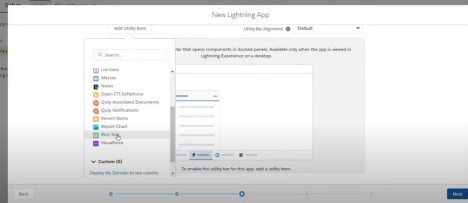 New Lightning App
Add Utility Item
Utility Bar Alignment
Default
Search...
ter that opens components in docked panels. Available only when the app is viewed in
Lightning Experience on a desktop.
List View
Macros
Notes
Open CTI Softphone
Quip Associated Documents
Quip Notifications
Recent Items
Report Chart
Rich Text
Visualforce
Custom (0)
Deploy My Domain to see custom
To enable the utility bar for this app, add a utility item.
Back
Next